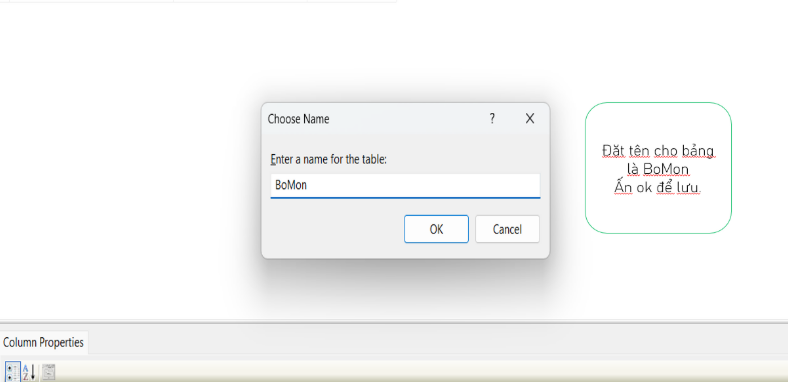 Choose Name
? X
Enter a name for the table:
BoMon
OK Cancel
Đặt tên cho bảng
là BoMon
Ấn ok để lưu.
Column Properties